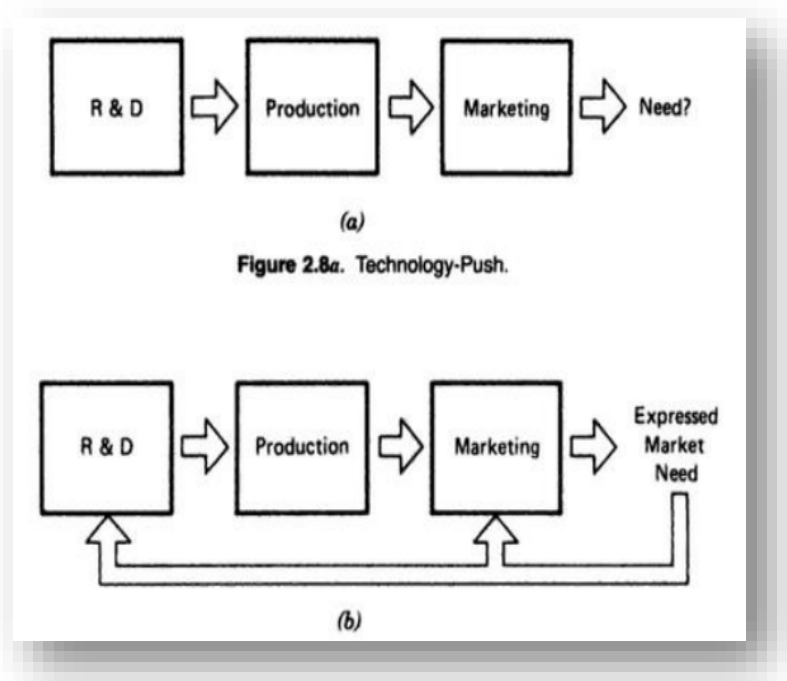 R & D
Production
Marketing
Need?
(a)
Figure 2.8a. Technology-Push.
R & D
Production
Marketing
Expressed
Market
Need
(b)